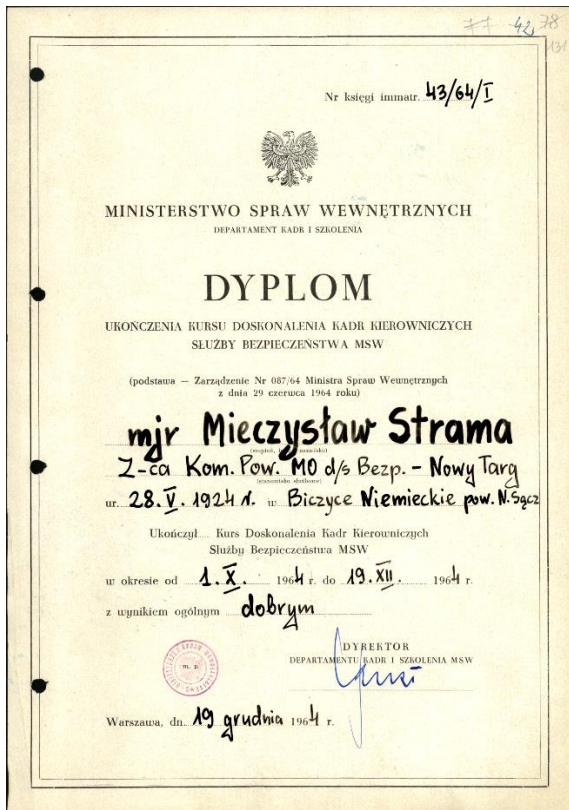 77 42 78
131
Nr księgi immatr. 43/64/I
MINISTERSTWO SPRAW WEWNĘTRZNYCH
DEPARTAMENT KADR I SZKOLENIA
DYPLOM
UKOŃCZENIA KURSU DOSKONALENIA KADR KIEROWNICZYCH
SŁUŻBY BEZPIECZEŃSTWA MSW
(podstawa — Zarządzenie Nr 087/64 Ministra Spraw Wewnętrznych
z dnia 29 czerwca 1964 roku)
mjr Mieczysław Strama
Z-ca Kom. Pow. MO d/s Bezp. - Nowy Targ
(stanowisko służbowe)
ur. 28.V.1924 r. w Biczyce Niemieckie pow. N. Sącz
Ukończył Kurs Doskonalenia Kadr Kierowniczych
Służby Bezpieczeństwa MSW
w okresie od 1.X. 1964 r. do 19.XII. 1964 r.
z wynikiem ogólnym dobrym
DYREKTOR
DEPARTAMENTU KADR I SZKOLENIA MSW
m. p.
Warszawa, dn. 19 grudnia 1964 r.